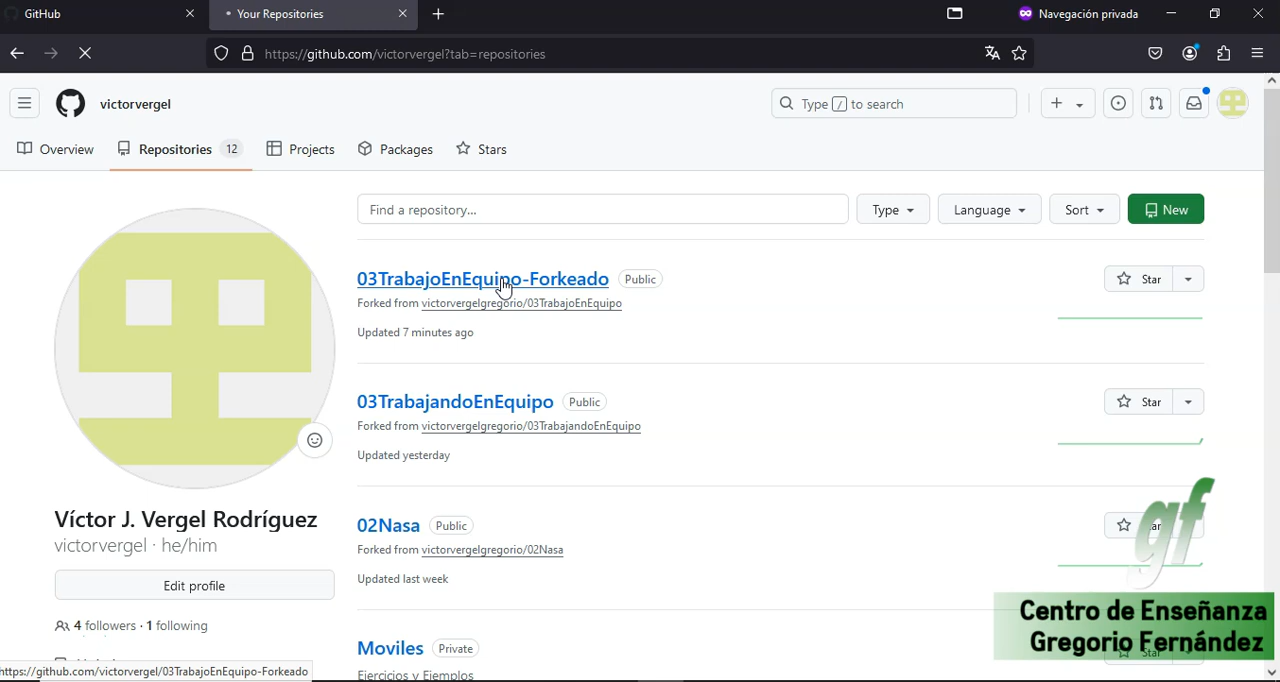 GitHub
Your Repositories
Navegación privada
https://github.com/victorvergel?tab=repositories
victorvergel
Type / to search
Overview
Repositories 12
Projects
Packages
Stars
Find a repository...
Type
Language
Sort
New
03TrabajoEnEquipo-Forkeado Public
Star
Forked from victorvergelgregorio/03TrabajoEnEquipo
Updated 7 minutes ago
03TrabajandoEnEquipo Public
Star
Forked from victorvergelgregorio/03TrabajandoEnEquipo
Updated yesterday
02Nasa Public
Forked from victorvergelgregorio/02Nasa
Updated last week
Moviles Private
Ejercicios y Ejemplos
Star
Víctor J. Vergel Rodríguez
victorvergel · he/him
Edit profile
4 followers · 1 following
https://github.com/victorvergel/03TrabajoEnEquipo-Forkeado
gf
Centro de Enseñanza
Gregorio Fernández